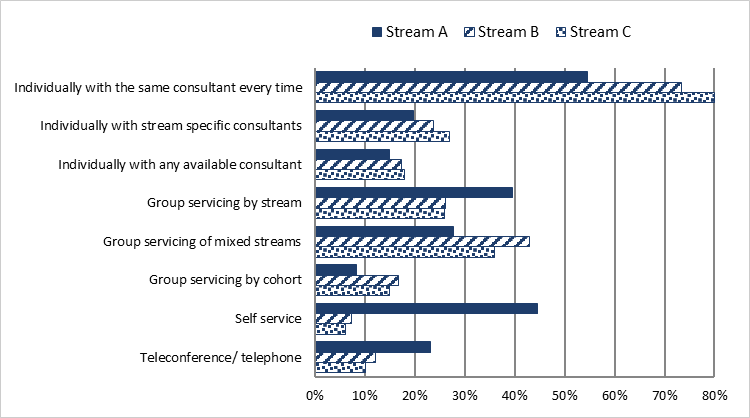 Stream A Stream B Stream C
Individually with the same consultant every time
Individually with stream specific consultants
Individually with any available consultant
Group servicing by stream
Group servicing of mixed streams
Group servicing by cohort
Self service
Teleconference/ telephone
0% 10% 20% 30% 40% 50% 60% 70% 80%